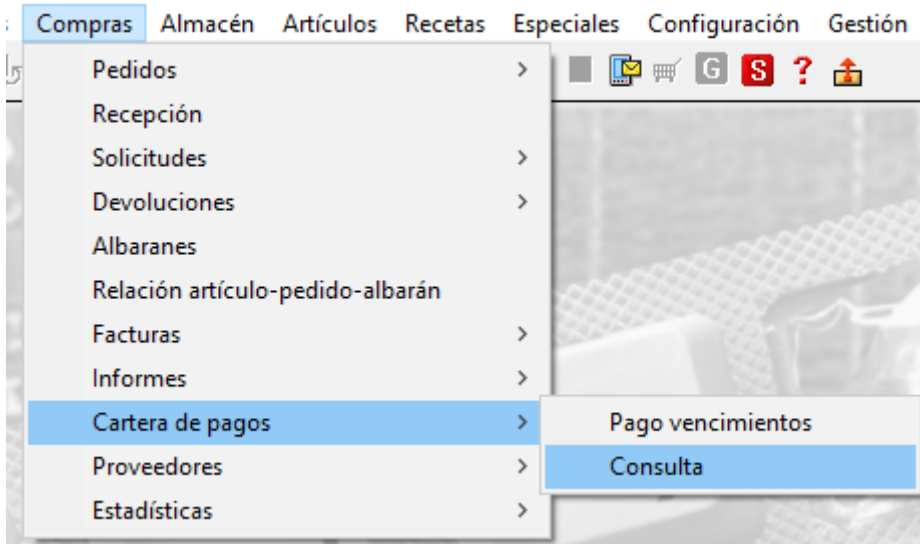 Compras Almacén Artículos Recetas Especiales Configuración Gestión
G S ?
Pedidos
Recepción
Solicitudes
Devoluciones
Albaranes
Relación artículo-pedido-albarán
Facturas
Informes
Cartera de pagos
Pago vencimientos
Proveedores
Consulta
Estadísticas